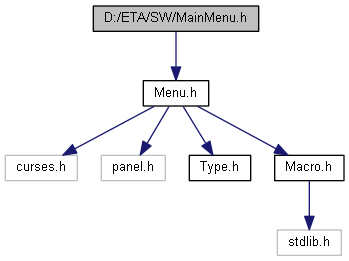 D:/ETA/SW/MainMenu.h
Menu.h
curses.h
panel.h
Type.h
Macro.h
stdlib.h